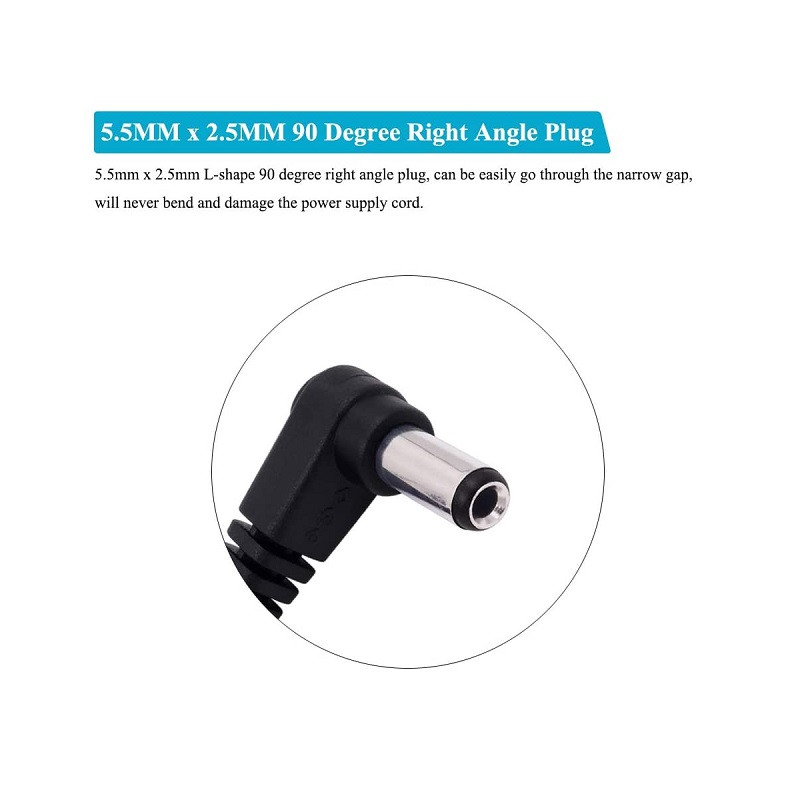 5.5MM x 2.5MM 90 Degree Right Angle Plug
5.5mm x 2.5mm L-shape 90 degree right angle plug, can be easily go through the narrow gap,
will never bend and damage the power supply cord.